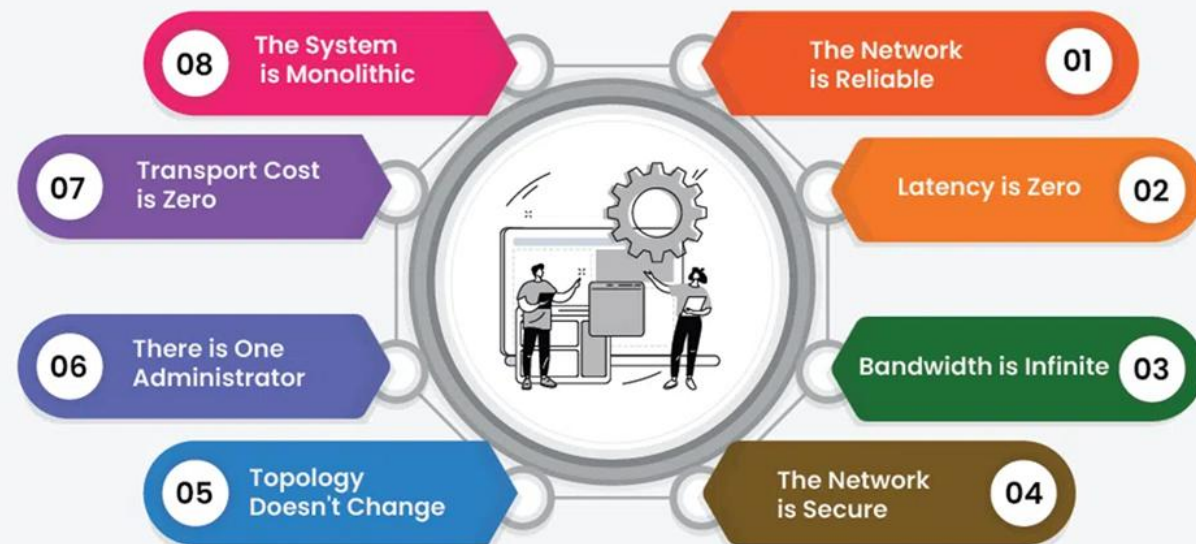 01
The Network
is Reliable
02
Latency is Zero
03
Bandwidth is Infinite
04
The Network
is Secure
05
Topology
Doesn't Change
06
There is One
Administrator
07
Transport Cost
is Zero
08
The System
is Monolithic